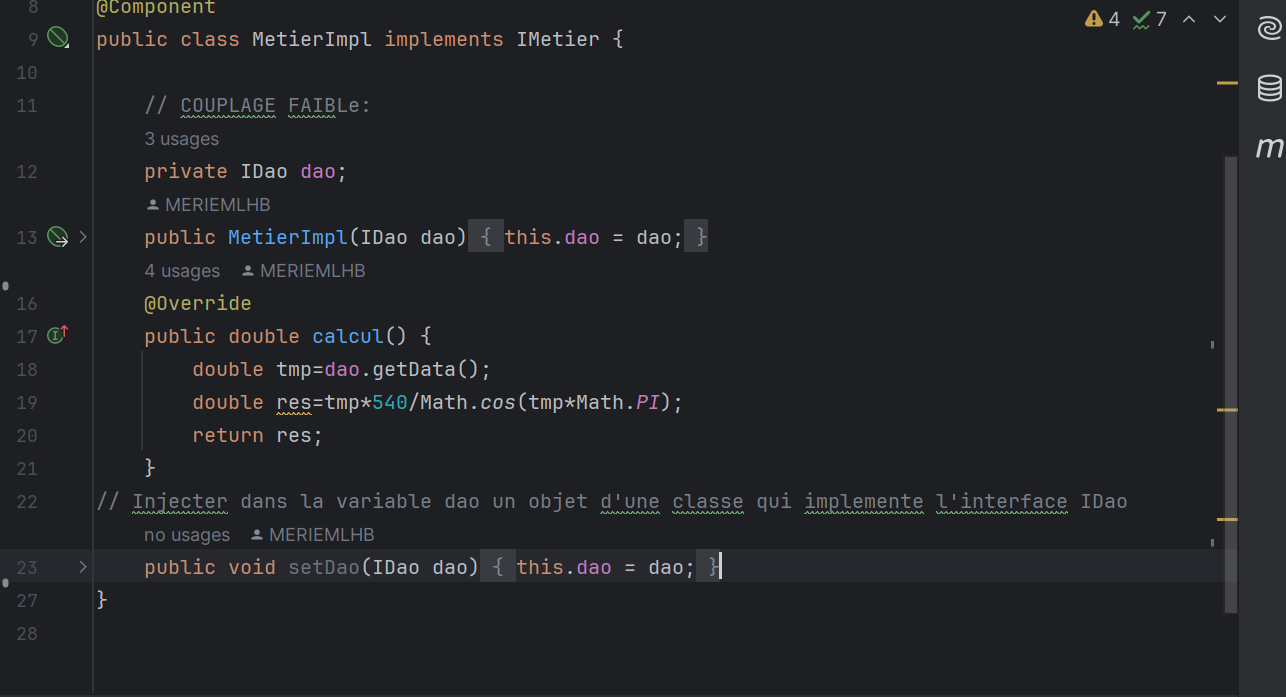 8 @Component
4 7
9 public class MetierImpl implements IMetier {
10
11 // COUPLAGE FAIBLe:
3 usages
12 private IDao dao;
MERIEMLHB
13 public MetierImpl(IDao dao) { this.dao = dao; }
4 usages MERIEMLHB
16 @Override
17 public double calcul() {
18 double tmp=dao.getData();
19 double res=tmp*540/Math.cos(tmp*Math.PI);
20 return res;
21 }
22 // Injecter dans la variable dao un objet d'une classe qui implemente l'interface IDao
no usages MERIEMLHB
23 public void setDao(IDao dao) { this.dao = dao; }
27 }
28
m